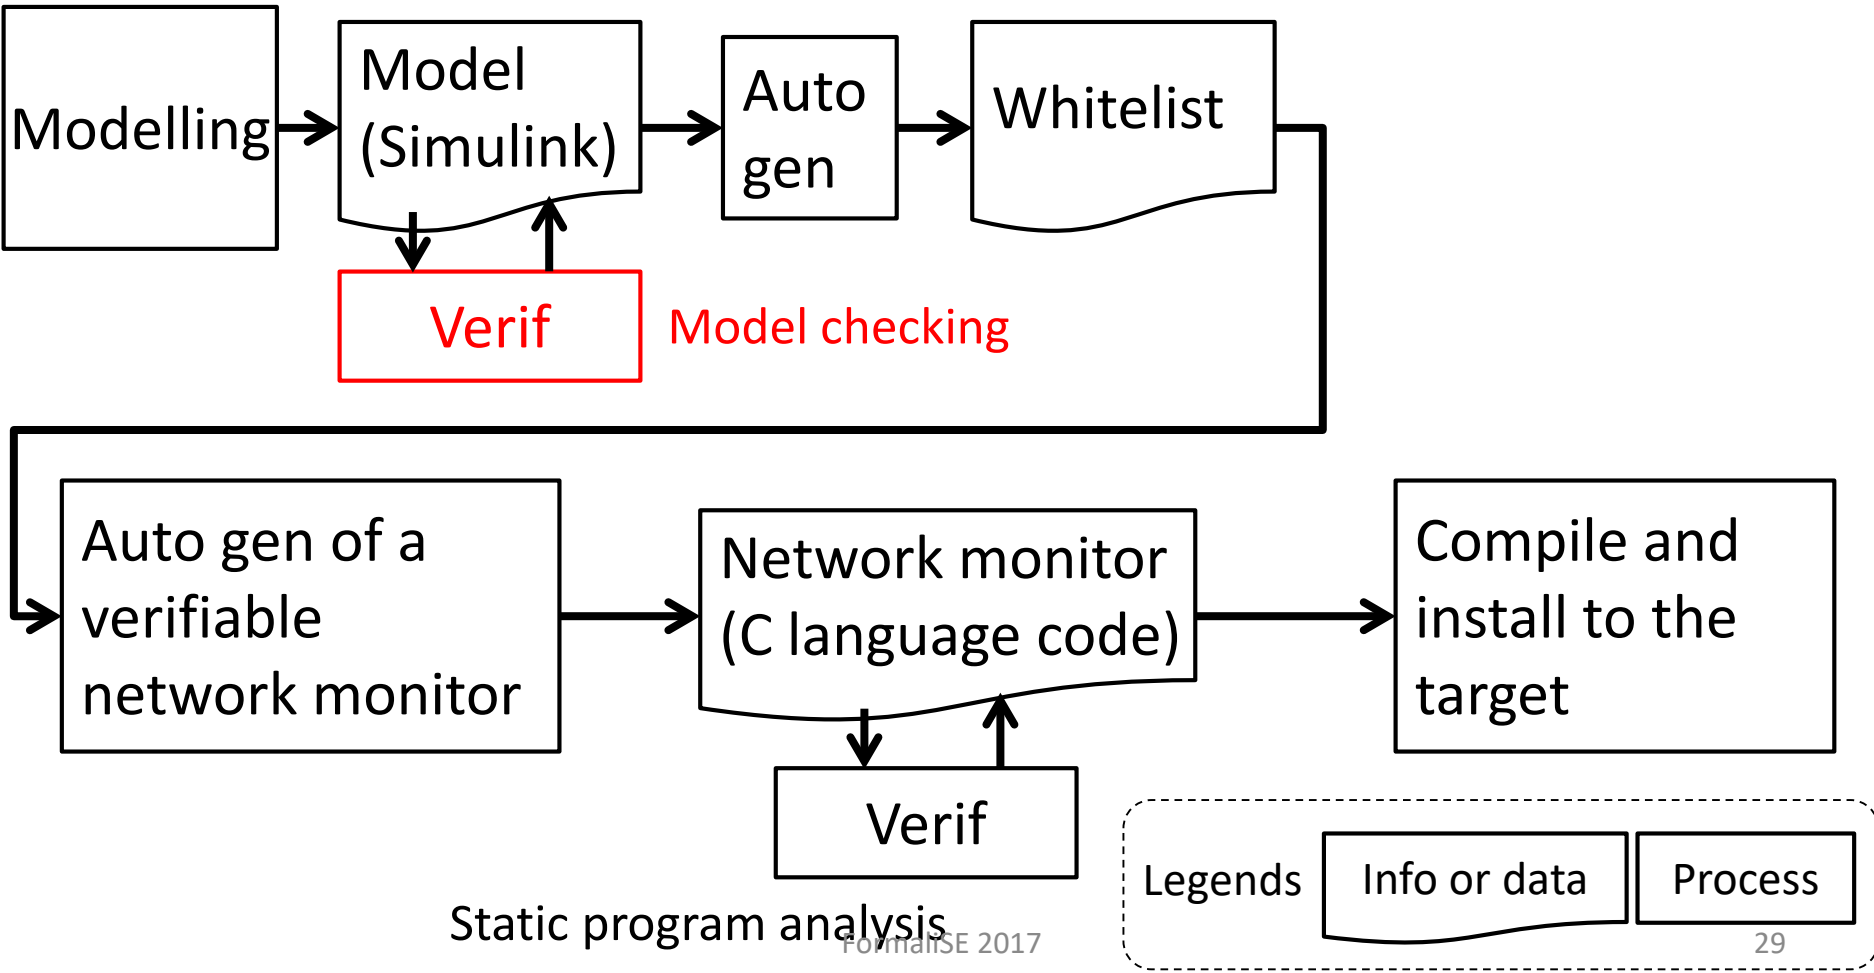 Modelling
Model
(Simulink)
Auto
gen
Whitelist
Verif
Model checking
Auto gen of a
verifiable
network monitor
Network monitor
(C language code)
Compile and
install to the
target
Verif
Static program analysis
Legends
Info or data
Process
FormaliSE 2017
29